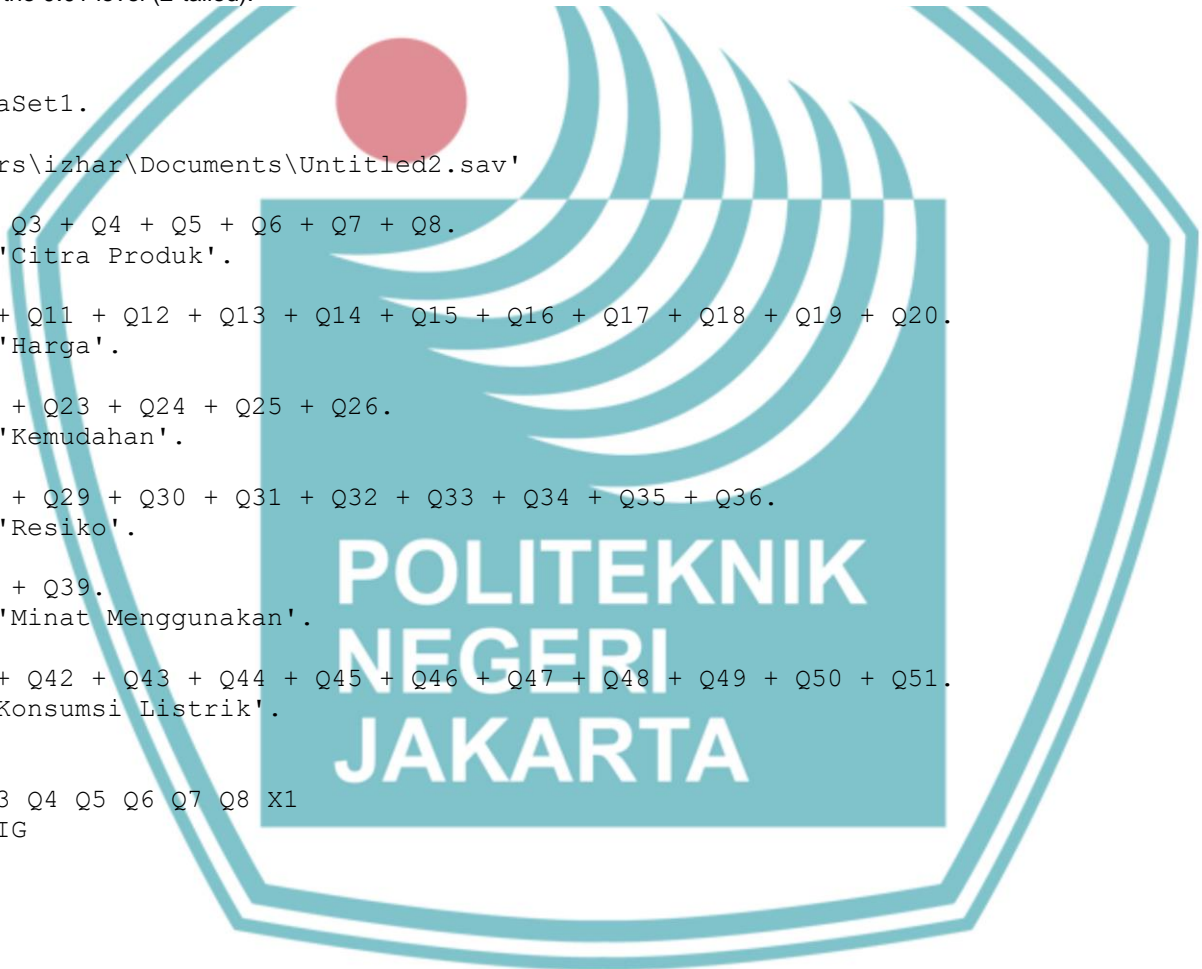 the 0.01 level (2-tailed).
aSet1.
rs\izhar\Documents\Untitled2.sav'
Q3 + Q4 + Q5 + Q6 + Q7 + Q8.
'Citra Produk'.
+ Q11 + Q12 + Q13 + Q14 + Q15 + Q16 + Q17 + Q18 + Q19 + Q20.
'Harga'.
+ Q23 + Q24 + Q25 + Q26.
'Kemudahan'.
+ Q29 + Q30 + Q31 + Q32 + Q33 + Q34 + Q35 + Q36.
'Resiko'.
+ Q39.
'Minat Menggunakan'.
+ Q42 + Q43 + Q44 + Q45 + Q46 + Q47 + Q48 + Q49 + Q50 + Q51.
Konsumsi Listrik'.
3 Q4 Q5 Q6 Q7 Q8 X1
IG
POLITEKNIK
NEGERI
JAKARTA